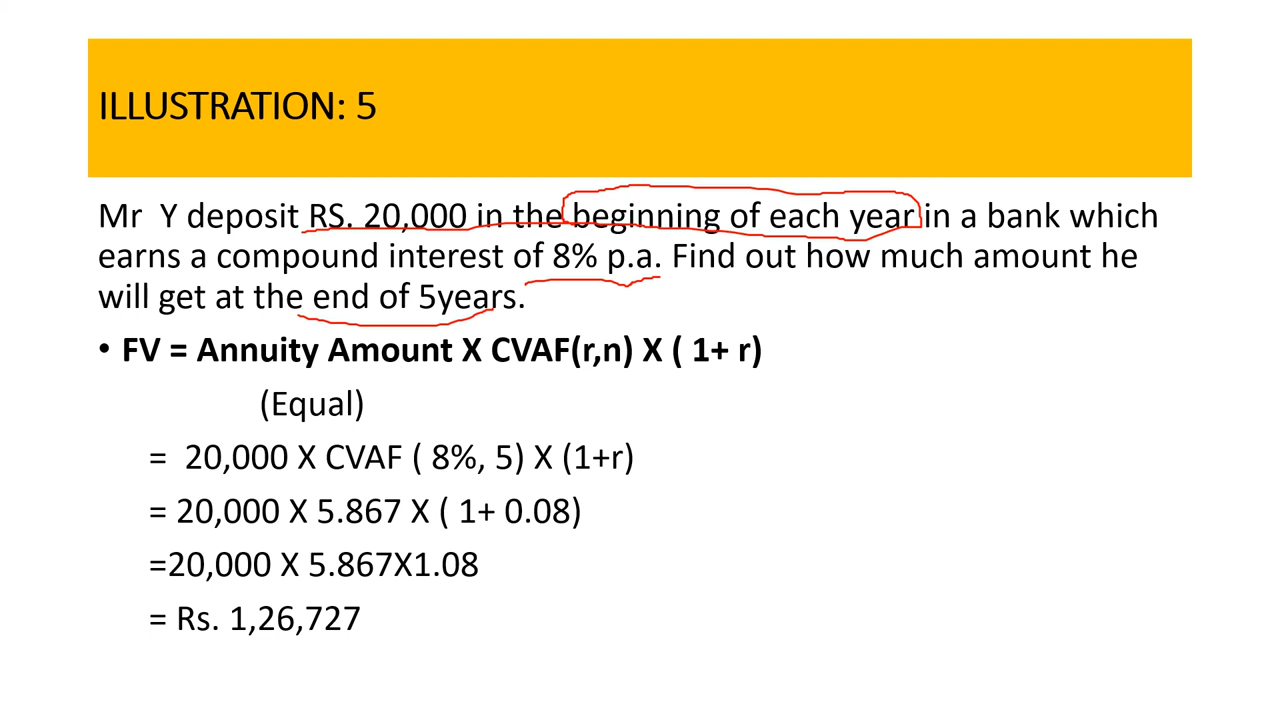 ILLUSTRATION: 5
Mr Y deposit RS. 20,000 in the beginning of each year in a bank which
earns a compound interest of 8% p.a. Find out how much amount he
will get at the end of 5years.
• FV = Annuity Amount X CVAF(r,n) X ( 1+ r)
(Equal)
= 20,000 X CVAF ( 8%, 5) X (1+r)
= 20,000 X 5.867 X ( 1+ 0.08)
=20,000 X 5.867X1.08
= Rs. 1,26,727